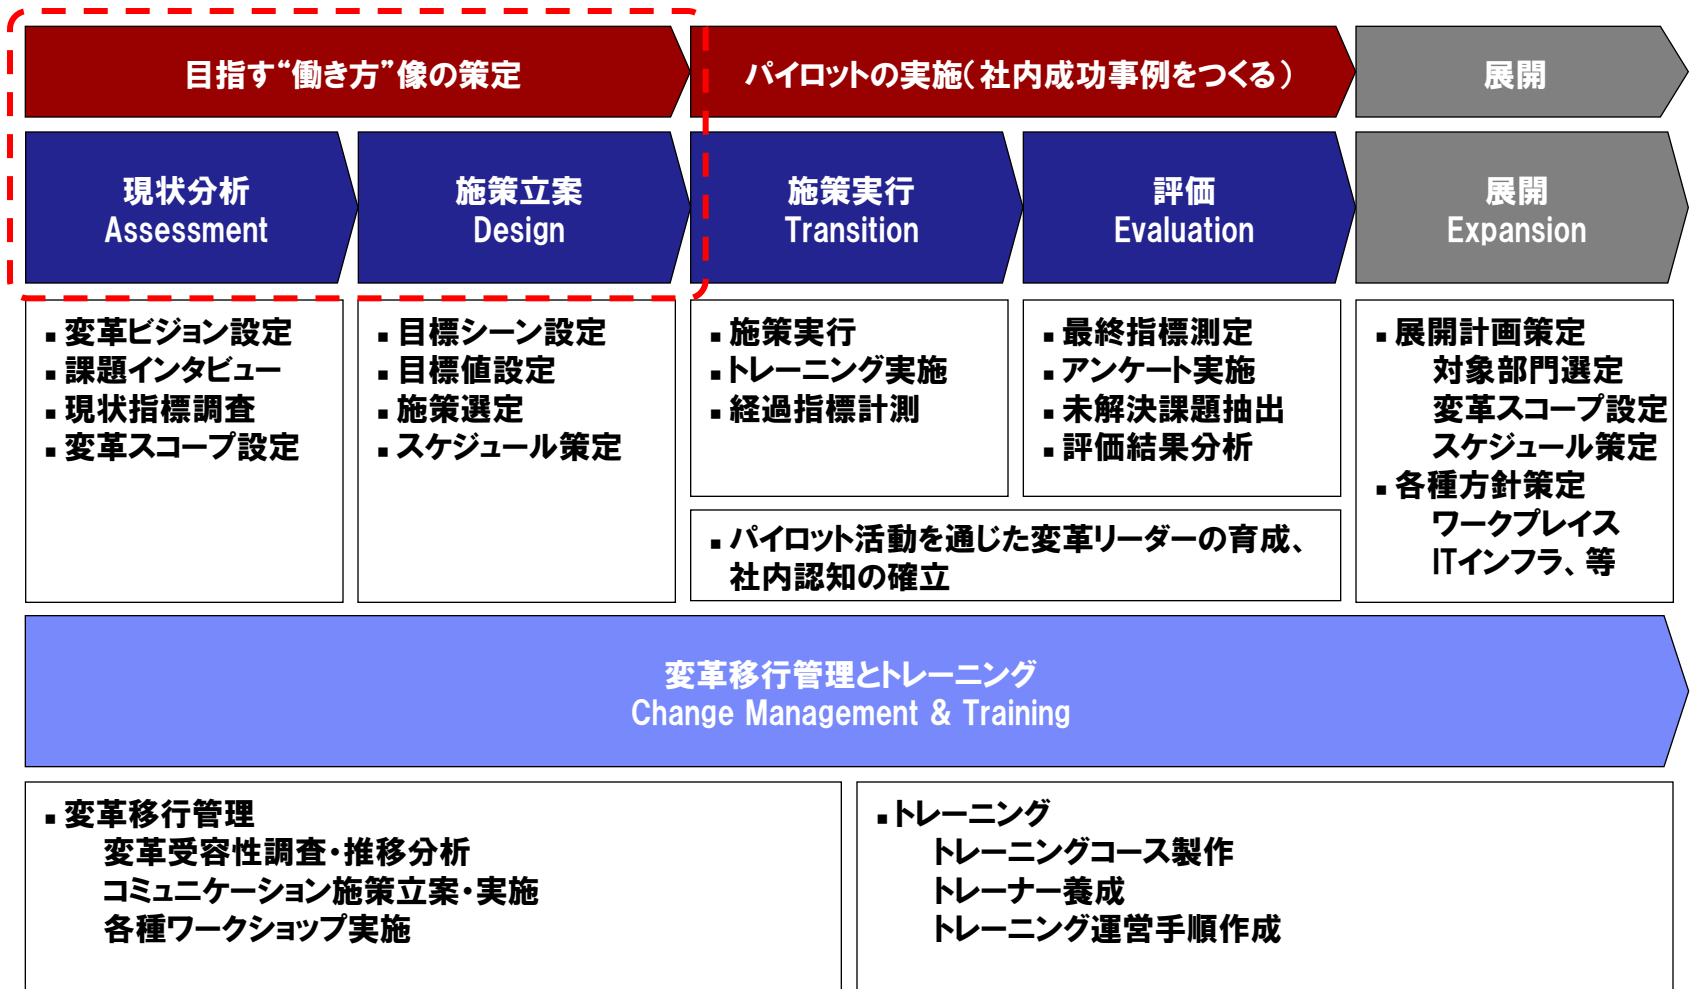 目指す“働き方”像の策定
パイロットの実施(社内成功事例をつくる)
展開
現状分析
Assessment
施策立案
Design
施策実行
Transition
評価
Evaluation
展開
Expansion
▪変革ビジョン設定
▪課題インタビュー
▪現状指標調査
▪変革スコープ設定
▪目標シーン設定
▪目標値設定
▪施策選定
▪スケジュール策定
▪施策実行
▪トレーニング実施
▪経過指標計測
▪最終指標測定
▪アンケート実施
▪未解決課題抽出
▪評価結果分析
▪パイロット活動を通じた変革リーダーの育成、
社内認知の確立
▪展開計画策定
対象部門選定
変革スコープ設定
スケジュール策定
▪各種方針策定
ワークプレイス
ITインフラ、等
変革移行管理とトレーニング
Change Management & Training
▪変革移行管理
変革受容性調査・推移分析
コミュニケーション施策立案・実施
各種ワークショップ実施
▪トレーニング
トレーニングコース製作
トレーナー養成
トレーニング運営手順作成